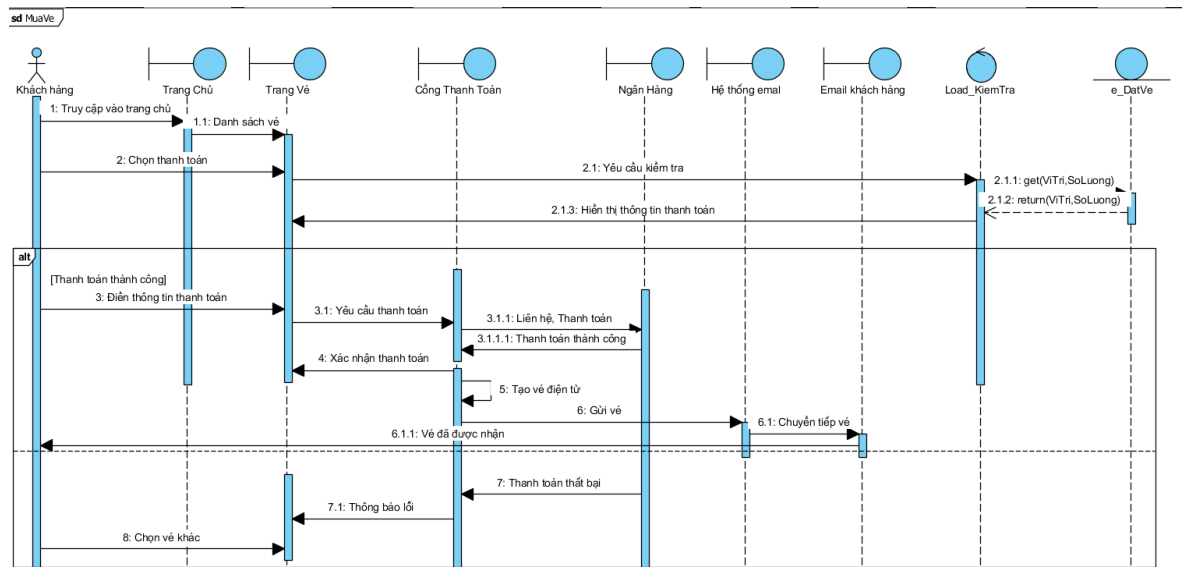 sd MuaVe
Khách hàng
Trang Chủ
Trang Vé
Cổng Thanh Toán
Ngân Hàng
Hệ thống emal
Email khách hàng
Load_KiemTra
e_DatVe
1: Truy cập vào trang chủ
1.1: Danh sách vé
2: Chọn thanh toán
2.1: Yêu cầu kiểm tra
2.1.1: get(ViTri,SoLuong)
2.1.2: return(ViTri,SoLuong)
2.1.3: Hiển thị thông tin thanh toán
alt
[Thanh toán thành công]
3: Điền thông tin thanh toán
3.1: Yêu cầu thanh toán
3.1.1: Liên hệ, Thanh toán
3.1.1.1: Thanh toán thành công
4: Xác nhận thanh toán
5: Tạo vé điện tử
6: Gửi vé
6.1: Chuyển tiếp vé
6.1.1: Vé đã được nhận
7: Thanh toán thất bại
7.1: Thông báo lỗi
8: Chọn vé khác